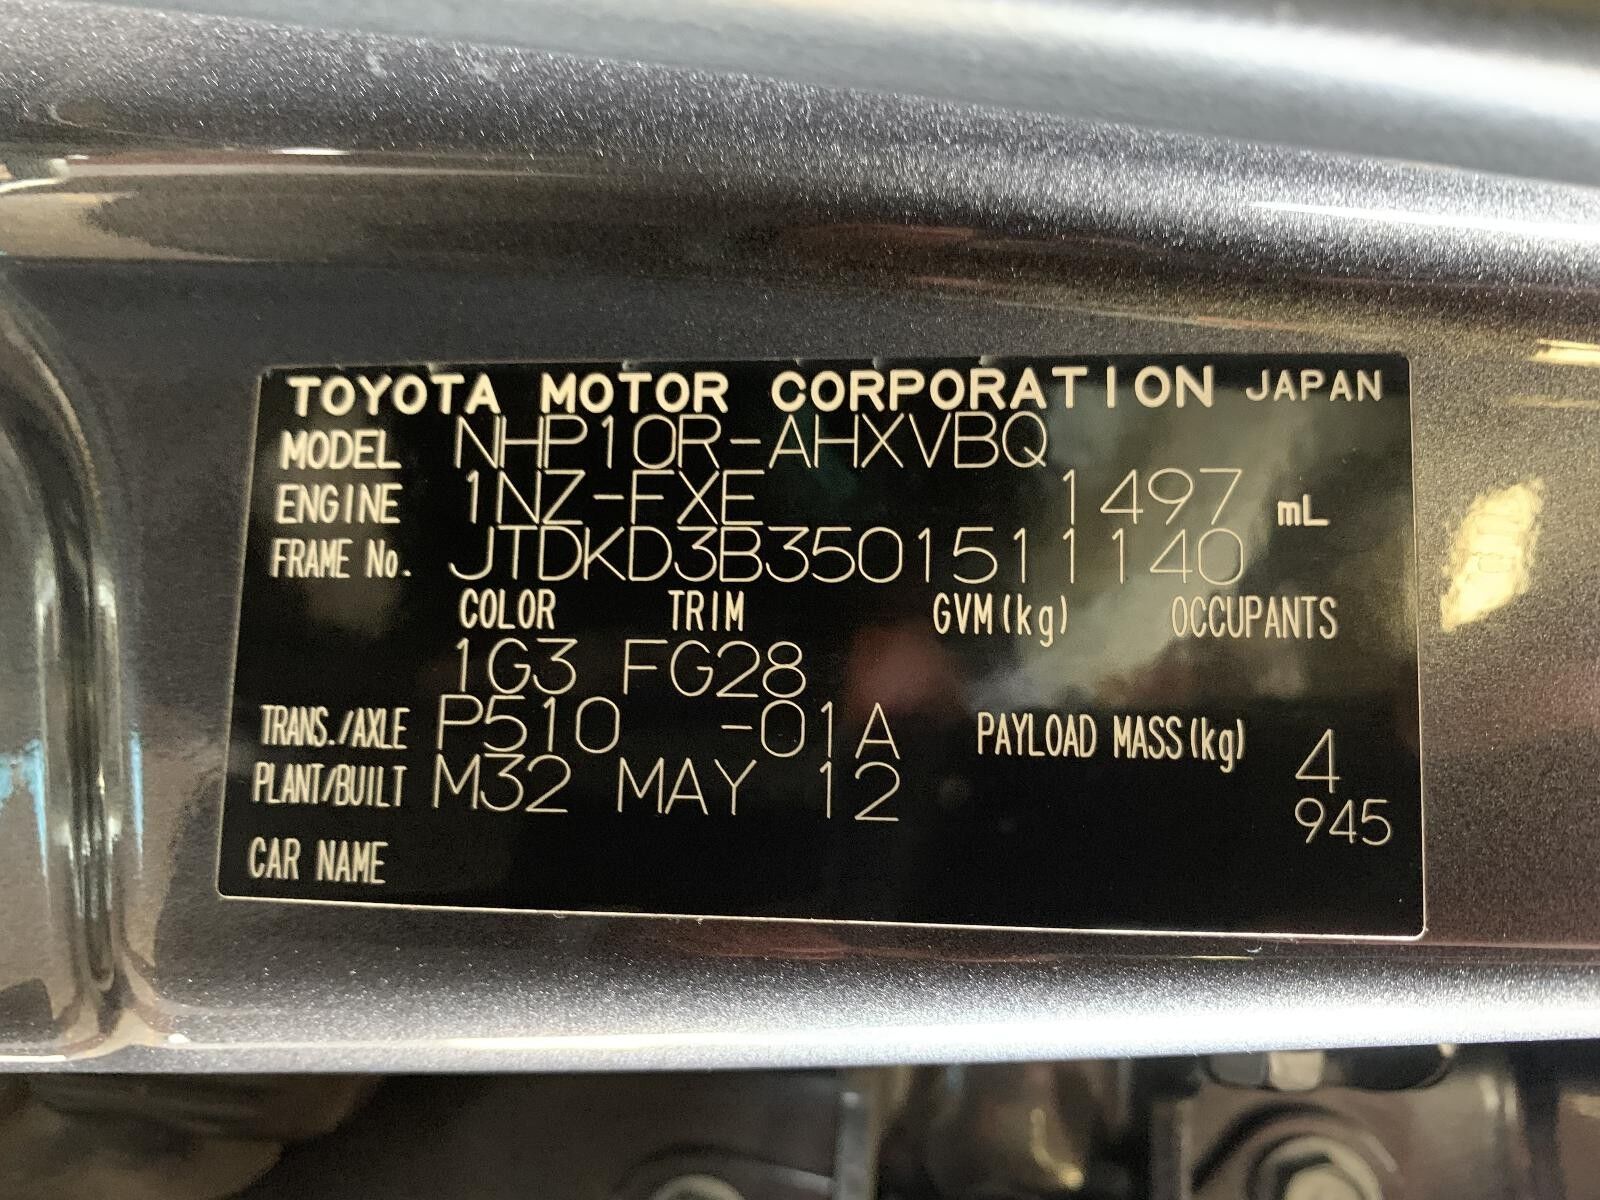 TOYOTA MOTOR CORPORATION JAPAN
MODEL NHP10R-AHXVBQ
ENGINE 1NZ-FXE 1497 mL
FRAME No. JTDKD3B3501511140
COLOR TRIM GVM(kg) OCCUPANTS
1G3 FG28
TRANS./AXLE P510 -01A PAYLOAD MASS(kg) 4
PLANT/BUILT M32 MAY 12 945
CAR NAME